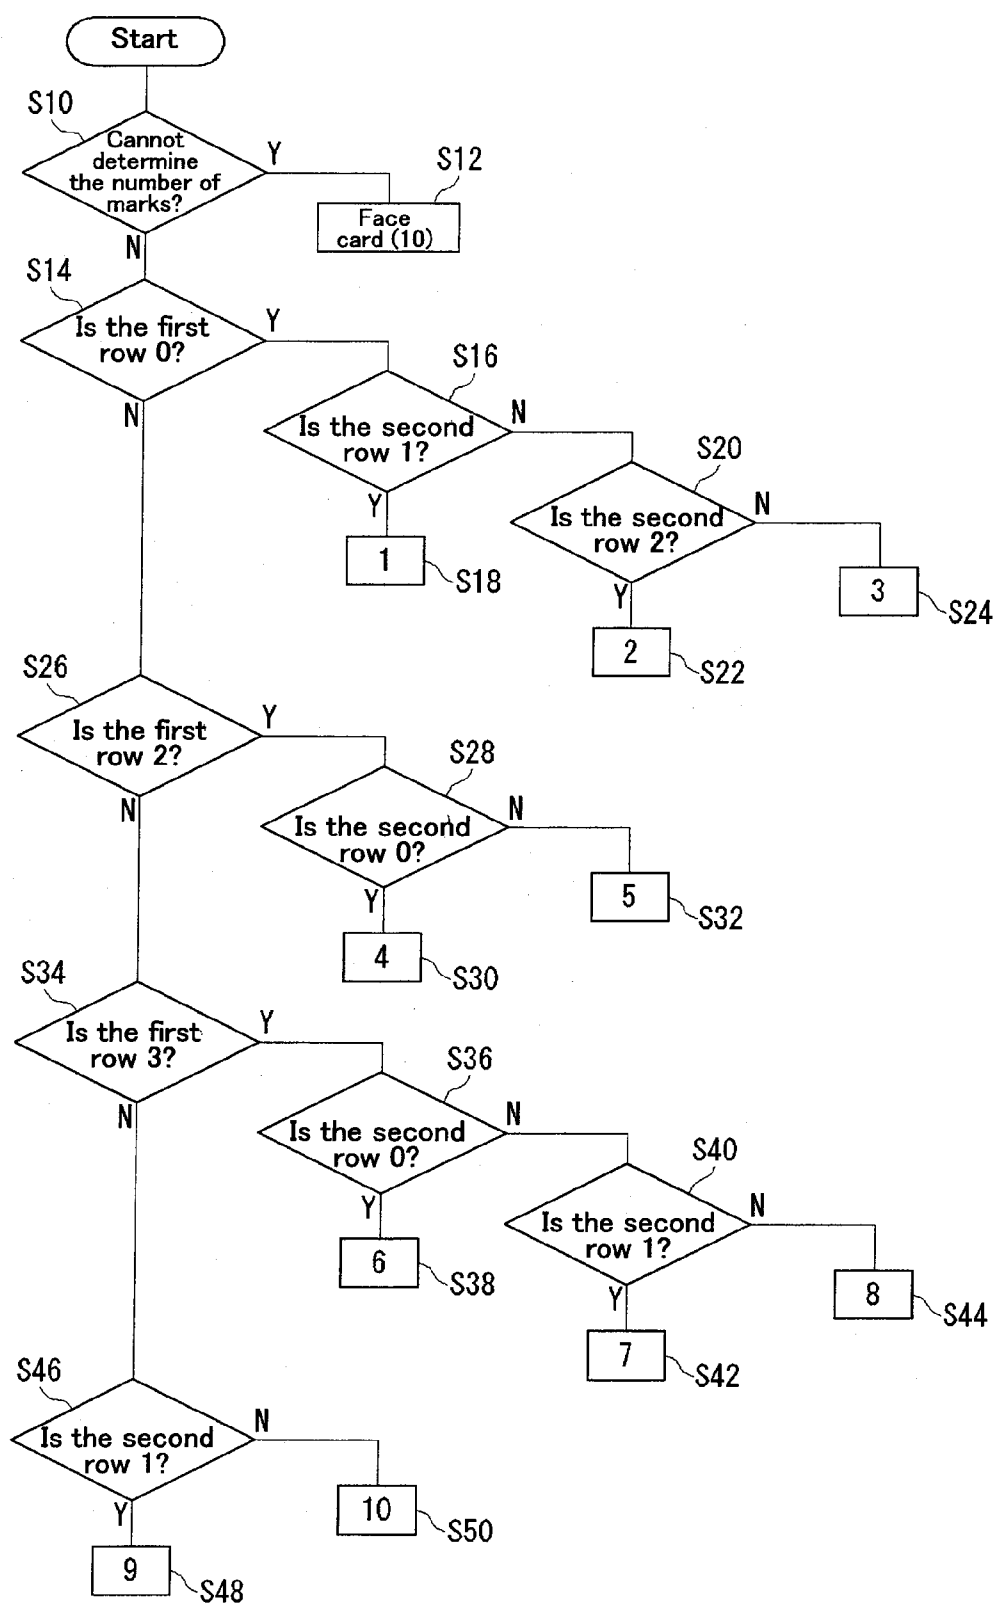 Start
S10
Cannot
determine
the number of
marks?
Y
N
S12
Face
card (10)
S14
Is the first
row 0?
Y
N
S16
Is the second
row 1?
N
Y
1
S18
S20
Is the second
row 2?
N
Y
2
S22
3
S24
S26
Is the first
row 2?
Y
N
S28
Is the second
row 0?
N
Y
4
S30
5
S32
S34
Is the first
row 3?
Y
N
S36
Is the second
row 0?
N
Y
6
S38
S40
Is the second
row 1?
N
Y
7
S42
8
S44
S46
Is the second
row 1?
N
Y
10
S50
9
S48